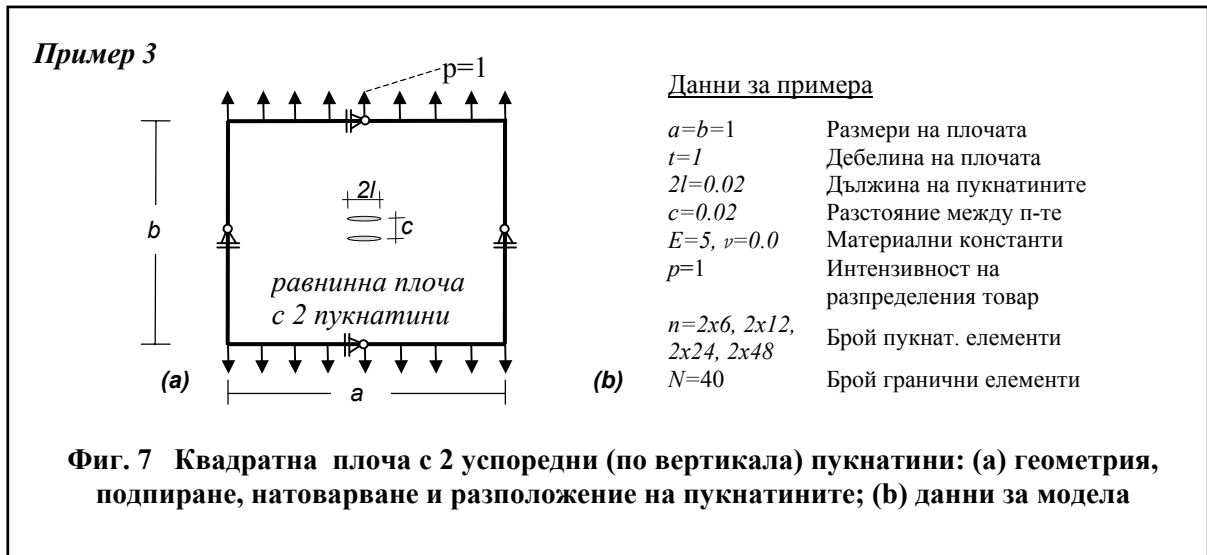 Пример 3
p=1
2l
c
b
равнинна плоча
с 2 пукнатини
(a)
a
Данни за примера
a=b=1 Размери на плочата
t=1 Дебелина на плочата
2l=0.02 Дължина на пукнатините
c=0.02 Разстояние между п-те
E=5, ν=0.0 Материални константи
p=1 Интензивност на
разпределения товар
n=2x6, 2x12,
2x24, 2x48 Брой пукнат. елементи
(b) N=40 Брой гранични елементи
Фиг. 7 Квадратна плоча с 2 успоредни (по вертикала) пукнатини: (a) геометрия,
подпиране, натоварване и разположение на пукнатините; (b) данни за модела